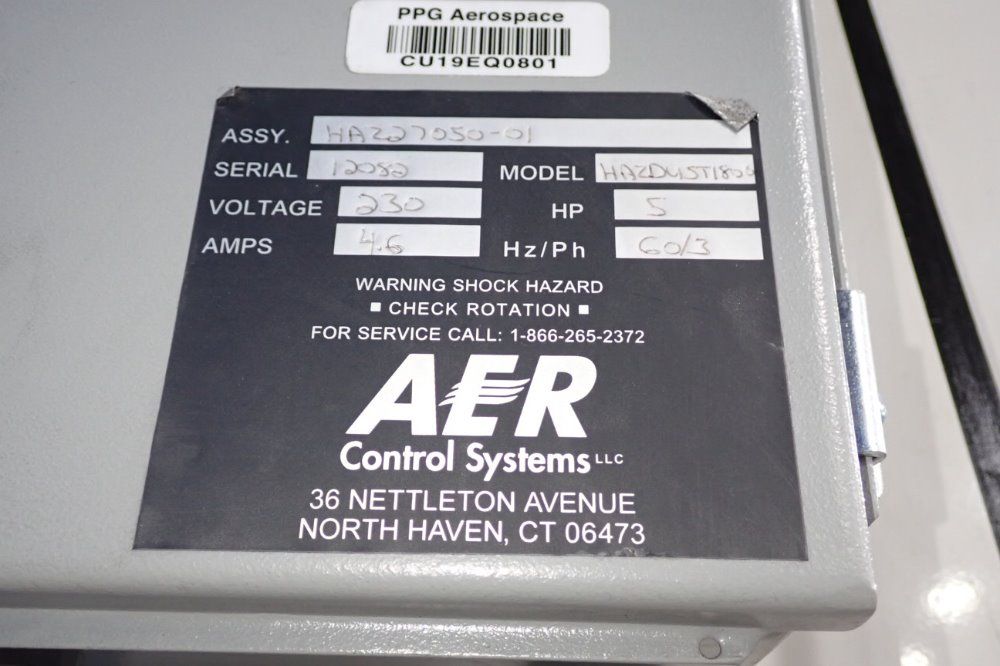 PPG Aerospace
CU19EQ0801
ASSY. HAZ27050-01
SERIAL 12082 MODEL
VOLTAGE 230 HP 5
AMPS 4.6 Hz/Ph 60/3
WARNING SHOCK HAZARD
▪ CHECK ROTATION ▪
FOR SERVICE CALL: 1-866-265-2372
AER
Control Systems LLC
36 NETTLETON AVENUE
NORTH HAVEN, CT 06473